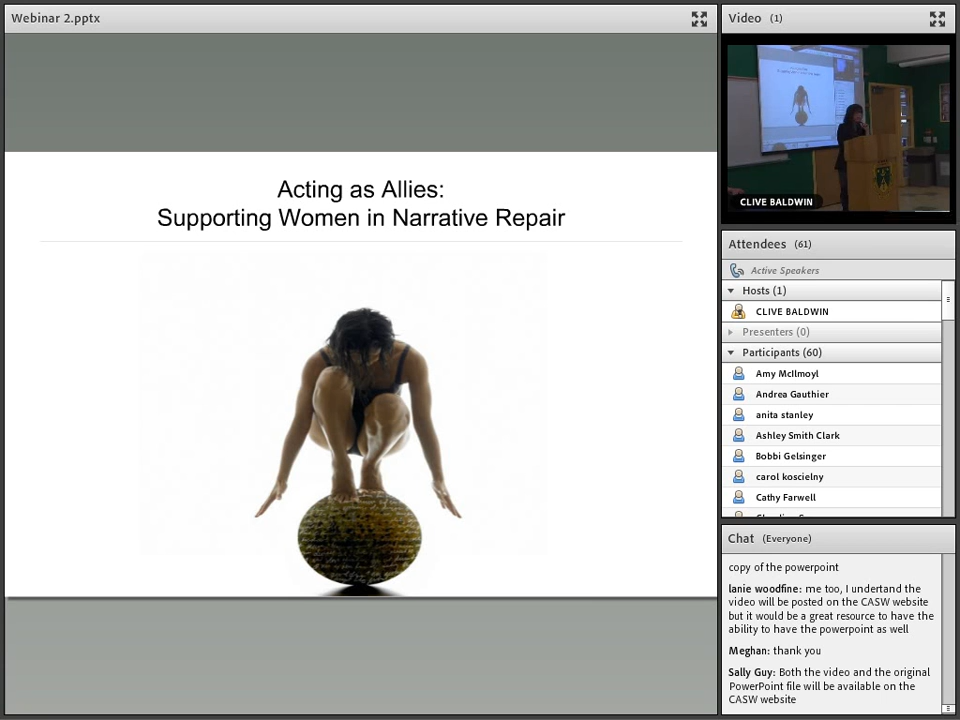 Webinar 2.pptx
Acting as Allies:
Supporting Women in Narrative Repair
Video (1)
CLIVE BALDWIN
Attendees (61)
Active Speakers
Hosts (1)
CLIVE BALDWIN
Presenters (0)
Participants (60)
Amy McIlmoyl
Andrea Gauthier
anita stanley
Ashley Smith Clark
Bobbi Gelsinger
carol koscielny
Cathy Farwell
Chat (Everyone)
copy of the powerpoint
lanie woodfine: me too, I undertand the
video will be posted on the CASW website
but it would be a great resource to have the
ability to have the powerpoint as well
Meghan: thank you
Sally Guy: Both the video and the original
PowerPoint file will be available on the
CASW website